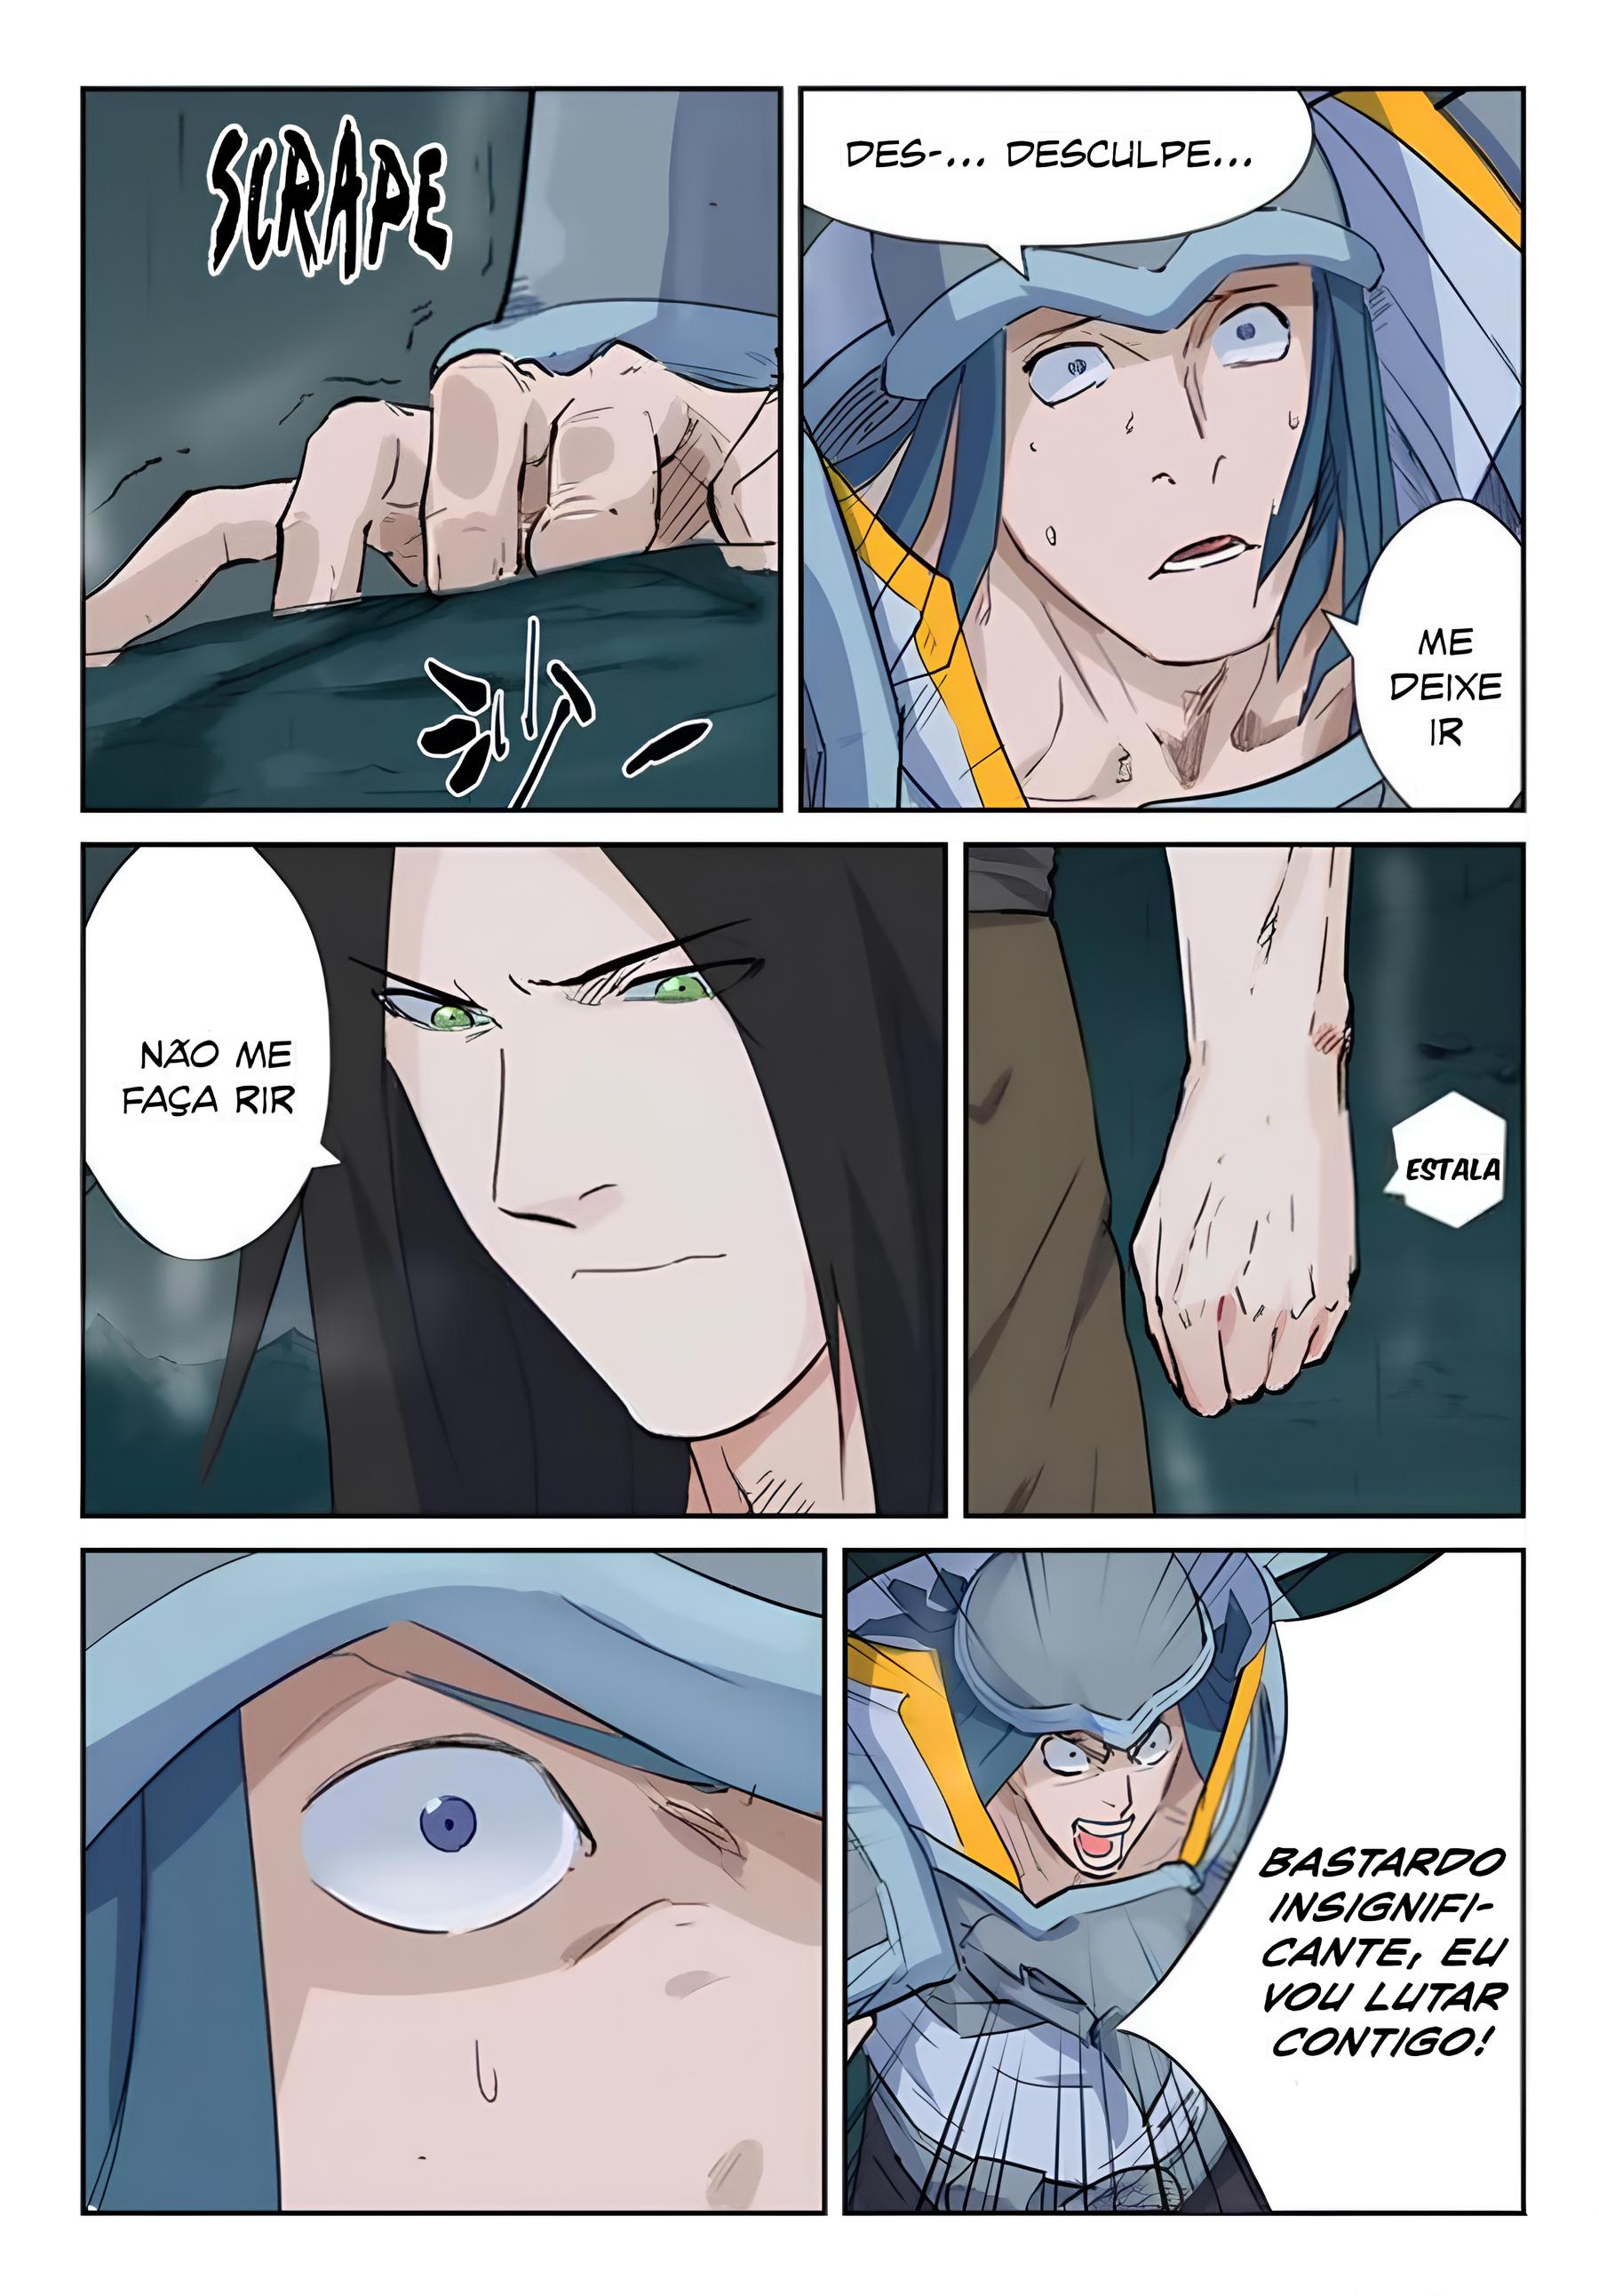 SCRAPE
沙
DES-... DESCULPE...
ME
DEIXE
IR
NÃO ME
FAÇA RIR
ESTALA
BASTARDO
INSIGNIFI-
CANTE, EU
VOU LUTAR
CONTIGO!